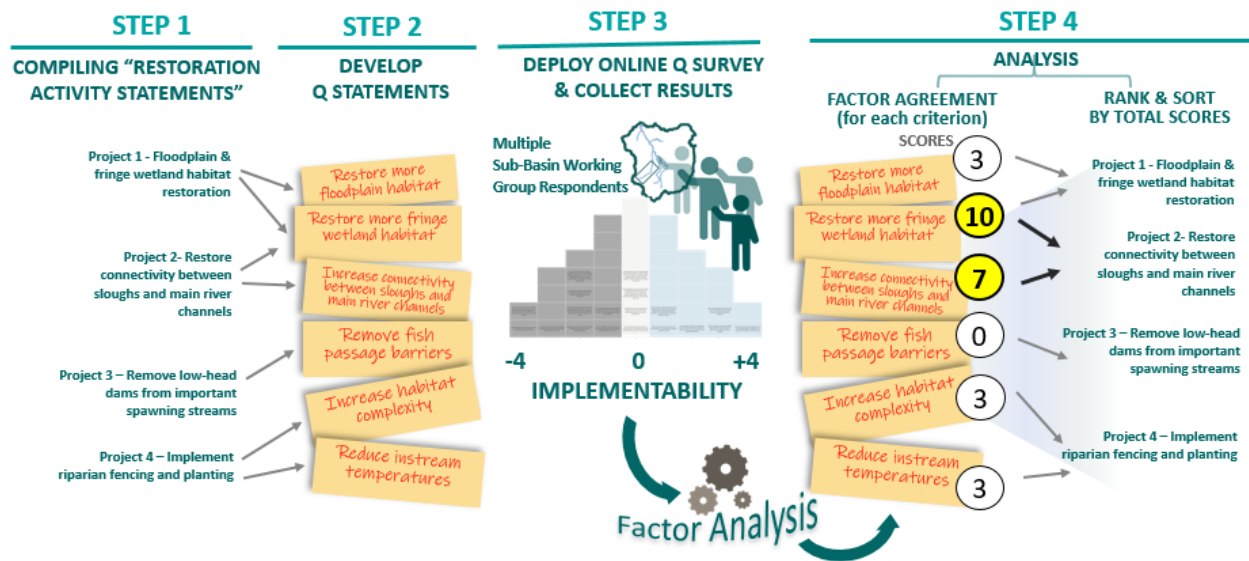 STEP 1
COMPILING “RESTORATION
ACTIVITY STATEMENTS”
Project 1 - Floodplain &
fringe wetland habitat
restoration
Project 2- Restore
connectivity between
sloughs and main river
channels
Project 3 – Remove low-head
dams from important
spawning streams
Project 4 – Implement
riparian fencing and planting
STEP 2
DEVELOP
Q STATEMENTS
Restore more
floodplain habitat
Restore more fringe
wetland habitat
Increase connectivity
between sloughs and
main river channels
Remove fish
passage barriers
Increase habitat
complexity
Reduce instream
temperatures
STEP 3
DEPLOY ONLINE Q SURVEY
& COLLECT RESULTS
Multiple
Sub-Basin Working
Group Respondents
-4 0 +4
IMPLEMENTABILITY
Factor Analysis
STEP 4
ANALYSIS
FACTOR AGREEMENT
(for each criterion)
SCORES
Restore more
floodplain habitat
3
Restore more fringe
wetland habitat
10
Increase connectivity
between sloughs and
main river channels
7
Remove fish
passage barriers
0
Increase habitat
complexity
3
Reduce instream
temperatures
3
RANK & SORT
BY TOTAL SCORES
Project 1 - Floodplain &
fringe wetland habitat
restoration
Project 2- Restore
connectivity between
sloughs and main river
channels
Project 3 – Remove low-head
dams from important
spawning streams
Project 4 – Implement
riparian fencing and planting